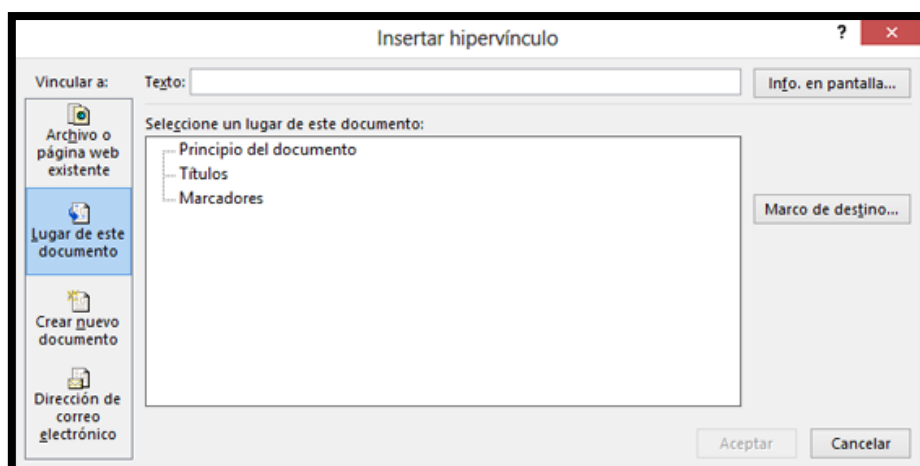 Insertar hipervínculo
?
Vincular a:
Texto:
Info. en pantalla...
Archivo o
página web
existente
Lugar de este
documento
Crear nuevo
documento
Dirección de
correo
electrónico
Seleccione un lugar de este documento:
Principio del documento
Títulos
Marcadores
Marco de destino...
Aceptar
Cancelar